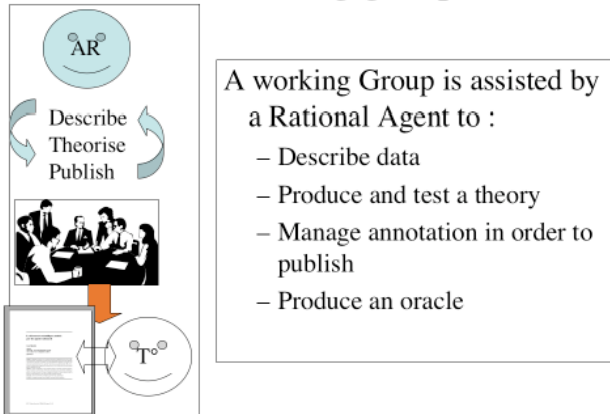 AR
Describe
Theorise
Publish
T°
A working Group is assisted by
a Rational Agent to :
– Describe data
– Produce and test a theory
– Manage annotation in order to
publish
– Produce an oracle